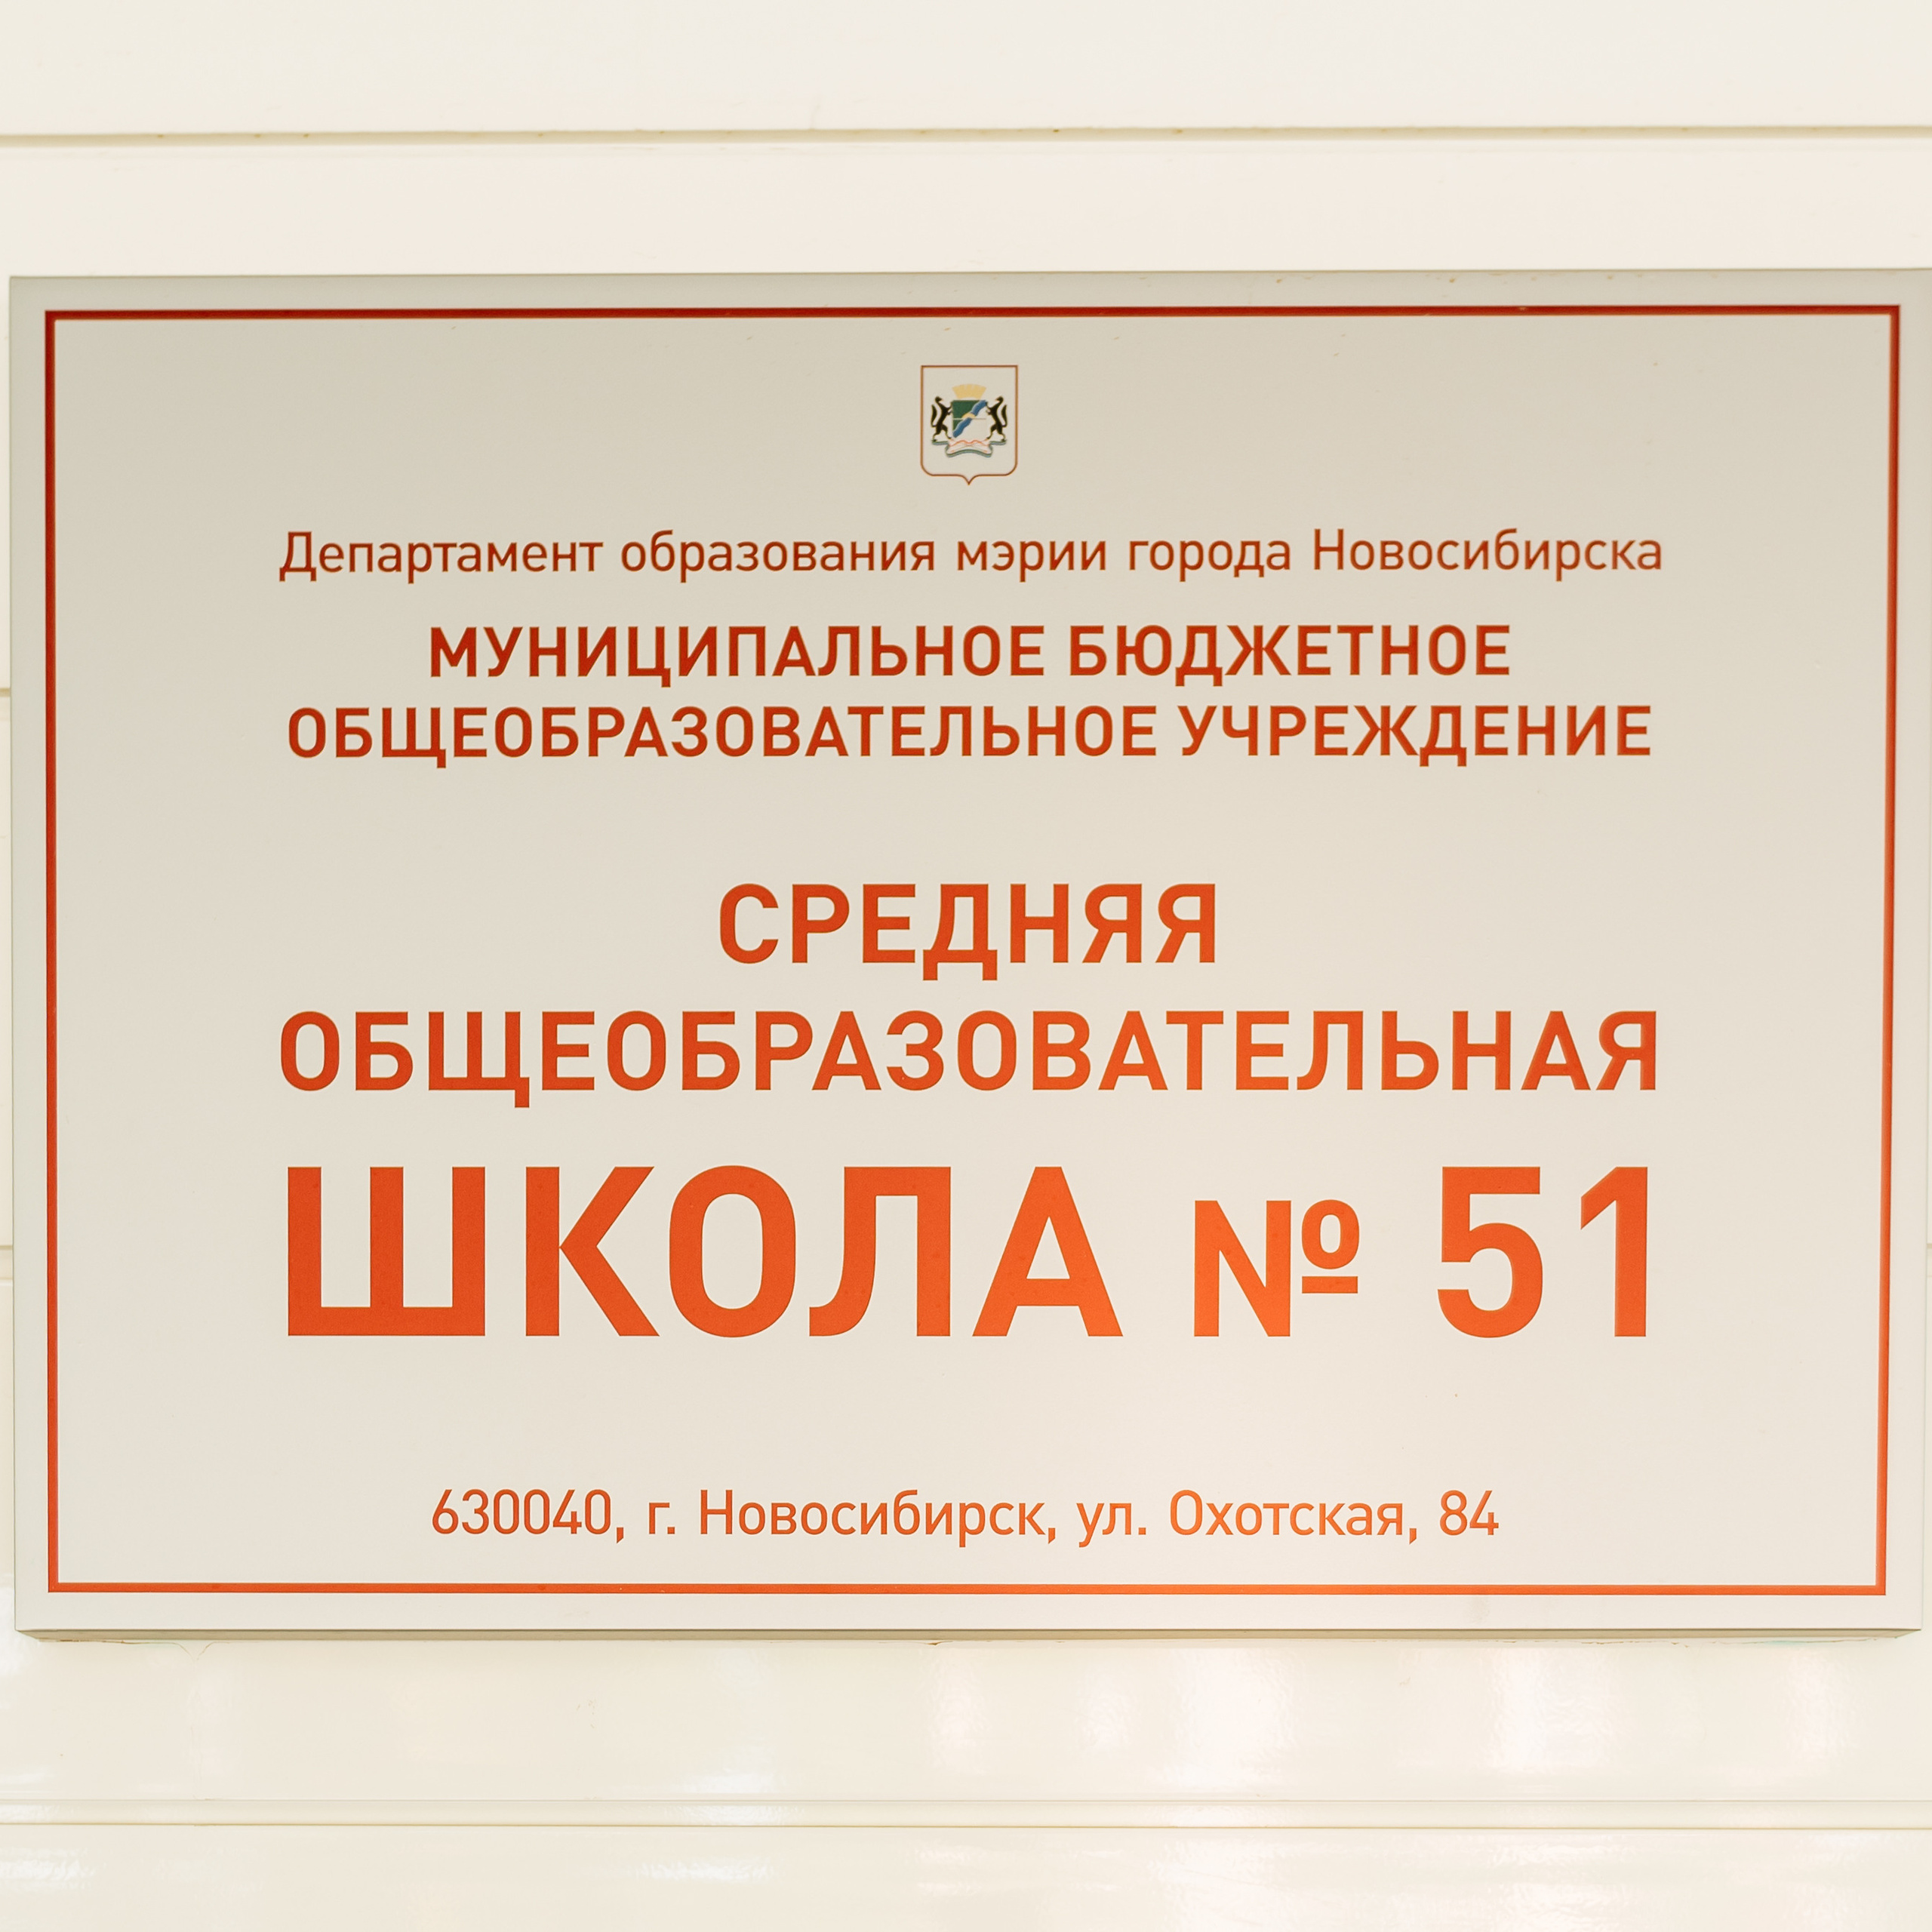 Департамент образования мэрии города Новосибирска
МУНИЦИПАЛЬНОЕ БЮДЖЕТНОЕ
ОБЩЕОБРАЗОВАТЕЛЬНОЕ УЧРЕЖДЕНИЕ
СРЕДНЯЯ
ОБЩЕОБРАЗОВАТЕЛЬНАЯ
ШКОЛА № 51
630040, г. Новосибирск, ул. Охотская, 84